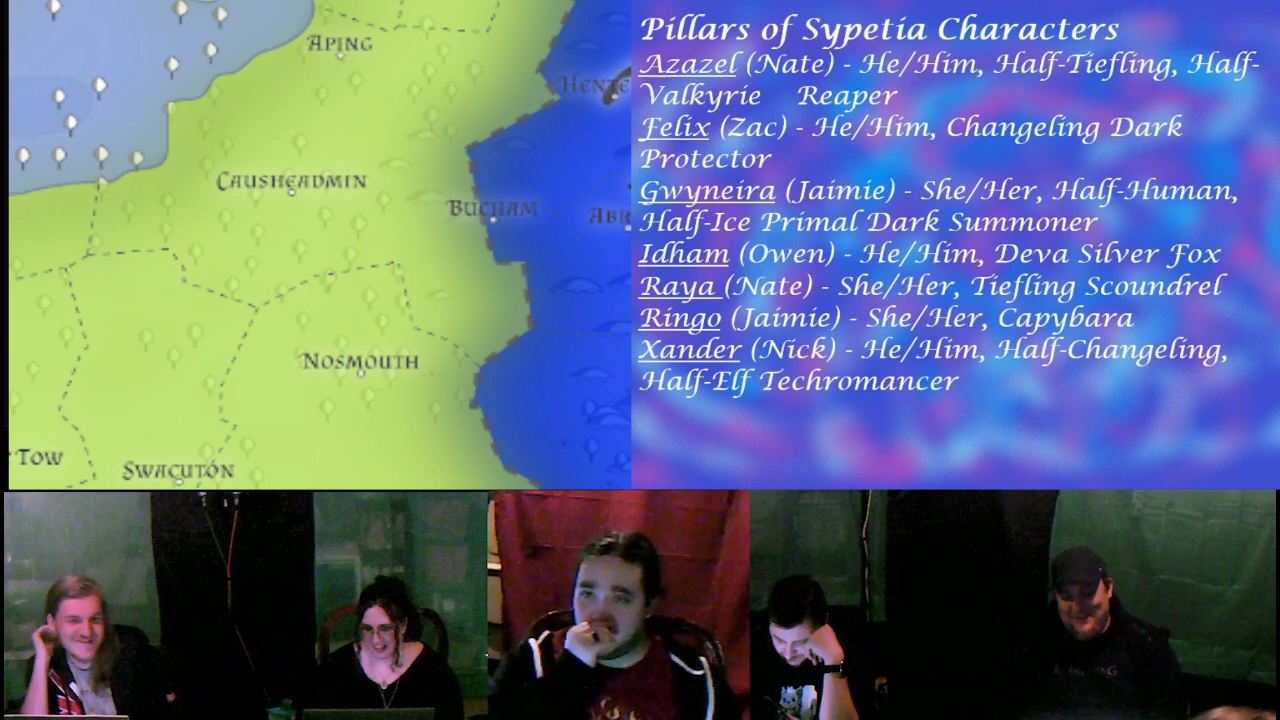 APING
HENTE
CAUSHEADMIN
BUCHAM
ABR
NOSMOUTH
TOW
SWACUTON
Pillars of Sypetia Characters
Azazel (Nate) - He/Him, Half-Tiefling, Half-
Valkyrie Reaper
Felix (Zac) - He/Him, Changeling Dark
Protector
Gwyneira (Jaimie) - She/Her, Half-Human,
Half-Ice Primal Dark Summoner
Idham (Owen) - He/Him, Deva Silver Fox
Raya (Nate) - She/Her, Tiefling Scoundrel
Ringo (Jaimie) - She/Her, Capybara
Xander (Nick) - He/Him, Half-Changeling,
Half-Elf Techromancer